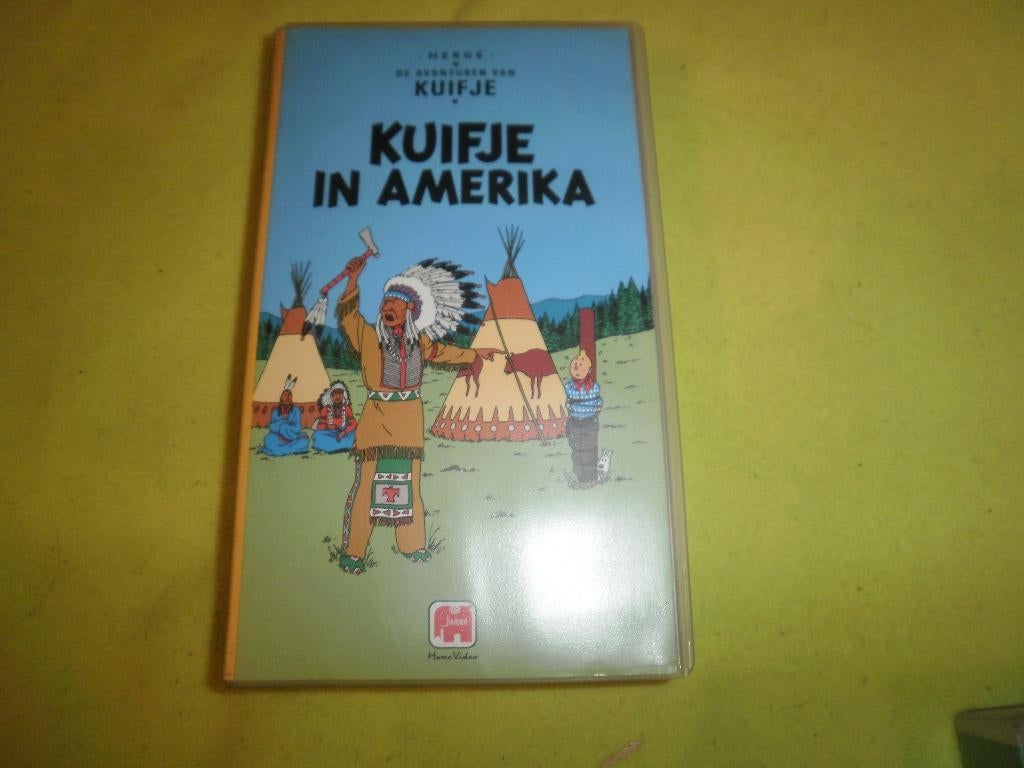 · HERGÉ ·
DE AVONTUREN VAN
KUIFJE
KUIFJE
IN AMERIKA
Jumbo
Home Video